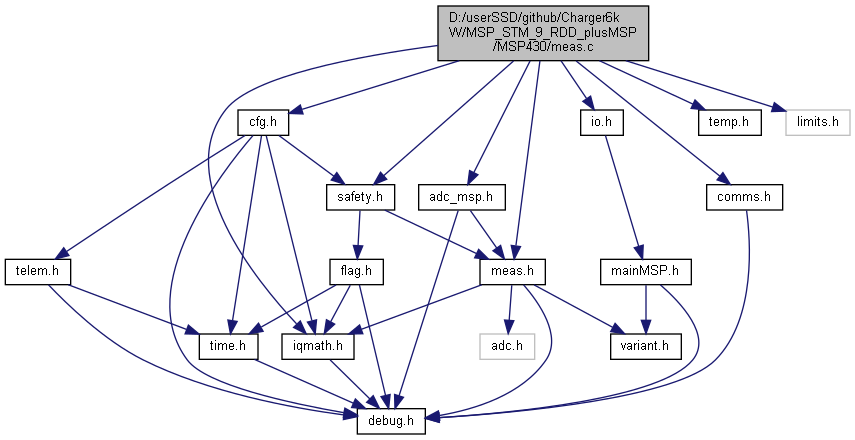 D:/userSSD/github/Charger6k
W/MSP_STM_9_RDD_plusMSP
/MSP430/meas.c
cfg.h
io.h
temp.h
limits.h
safety.h
adc_msp.h
comms.h
telem.h
flag.h
meas.h
mainMSP.h
time.h
iqmath.h
adc.h
variant.h
debug.h